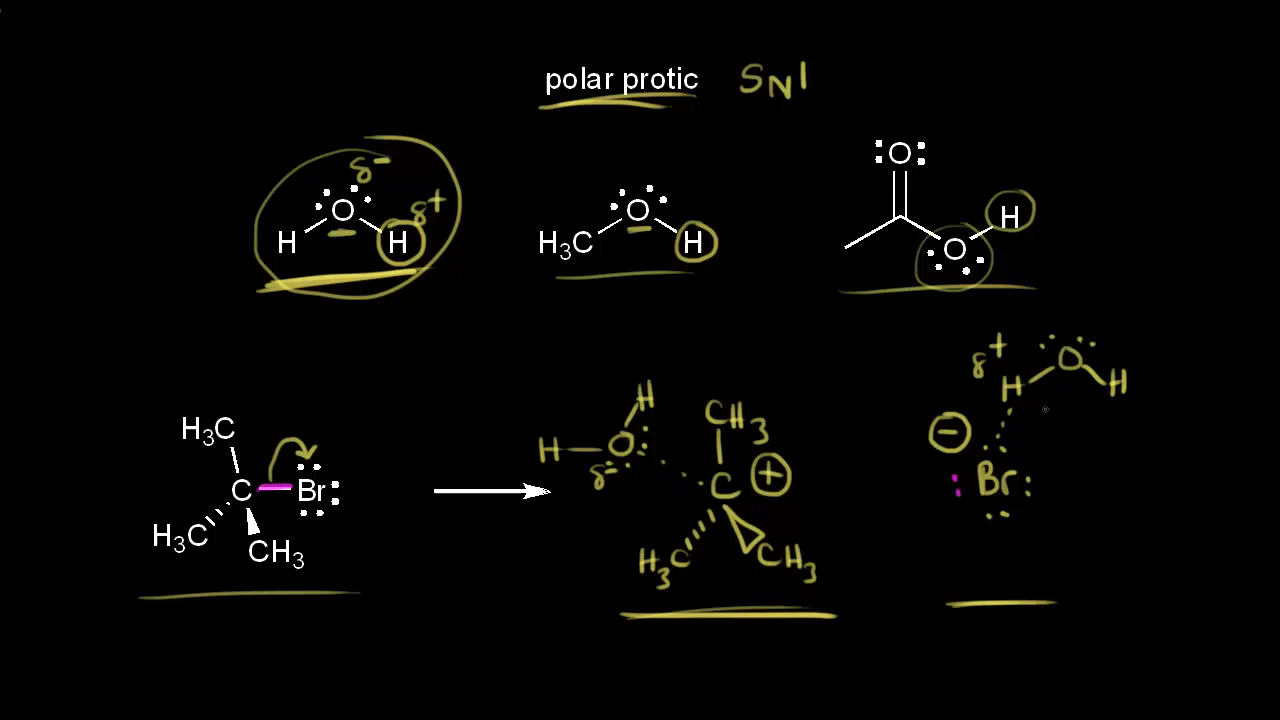 polar protic SN1
δ−
δ+
O
H H
O
H₃C H
O
O H
δ+
H O H
H₃C
C Br
H₃C CH₃
H
H O
δ−
CH₃
C +
H₃C CH₃
−
Br